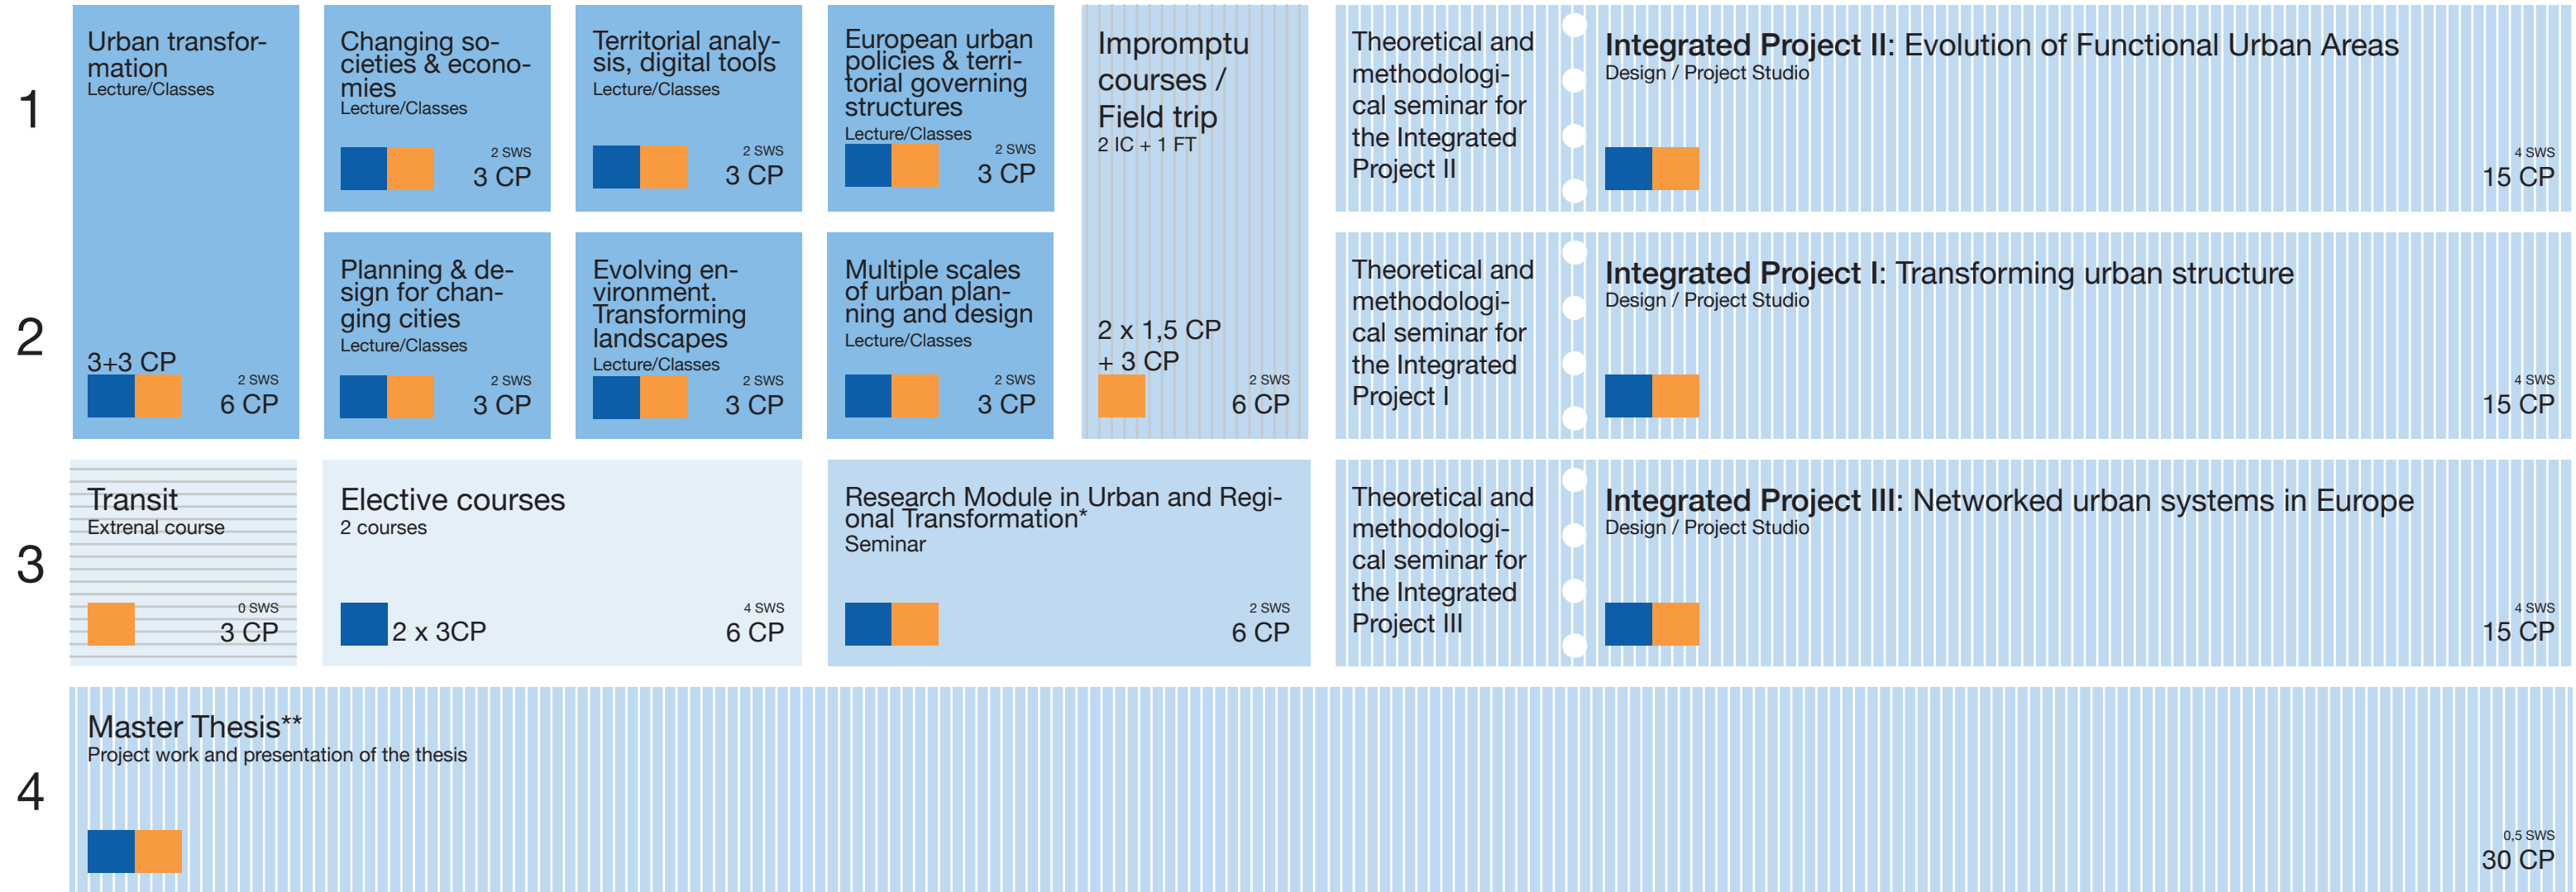 1
Urban transfor-
mation
Lecture/Classes
3+3 CP
2 SWS
6 CP
Changing so-
cieties & econo-
mies
Lecture/Classes
2 SWS
3 CP
Territorial analy-
sis, digital tools
Lecture/Classes
2 SWS
3 CP
European urban
policies & terri-
torial governing
structures
Lecture/Classes
2 SWS
3 CP
Impromptu
courses /
Field trip
2 IC + 1 FT
2 x 1,5 CP
+ 3 CP
2 SWS
6 CP
Theoretical and
methodologi-
cal seminar for
the Integrated
Project II
Integrated Project II: Evolution of Functional Urban Areas
Design / Project Studio
4 SWS
15 CP
2
Planning & de-
sign for chan-
ging cities
Lecture/Classes
2 SWS
3 CP
Evolving en-
vironment.
Transforming
landscapes
Lecture/Classes
2 SWS
3 CP
Multiple scales
of urban plan-
ning and design
Lecture/Classes
2 SWS
3 CP
Theoretical and
methodologi-
cal seminar for
the Integrated
Project I
Integrated Project I: Transforming urban structure
Design / Project Studio
4 SWS
15 CP
3
Transit
Extrenal course
0 SWS
3 CP
Elective courses
2 courses
2 x 3CP
4 SWS
6 CP
Research Module in Urban and Regi-
onal Transformation*
Seminar
2 SWS
6 CP
Theoretical and
methodologi-
cal seminar for
the Integrated
Project III
Integrated Project III: Networked urban systems in Europe
Design / Project Studio
4 SWS
15 CP
4
Master Thesis**
Project work and presentation of the thesis
0,5 SWS
30 CP